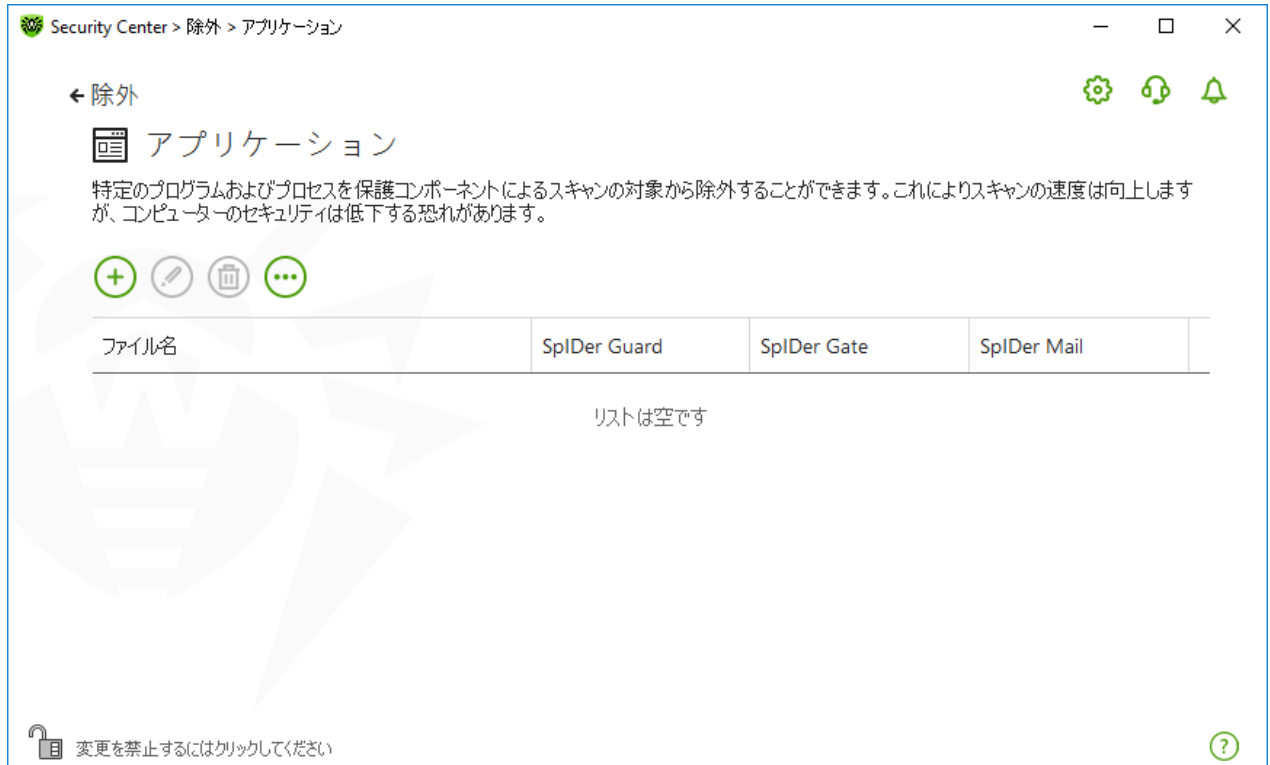 Security Center > 除外 > アプリケーション
除外
アプリケーション
特定のプログラムおよびプロセスを保護コンポーネントによるスキャンの対象から除外することができます。これによりスキャンの速度は向上します
が、コンピューターのセキュリティは低下する恐れがあります。
ファイル名 SpIDer Guard SpIDer Gate SpIDer Mail
リストは空です
変更を禁止するにはクリックしてください